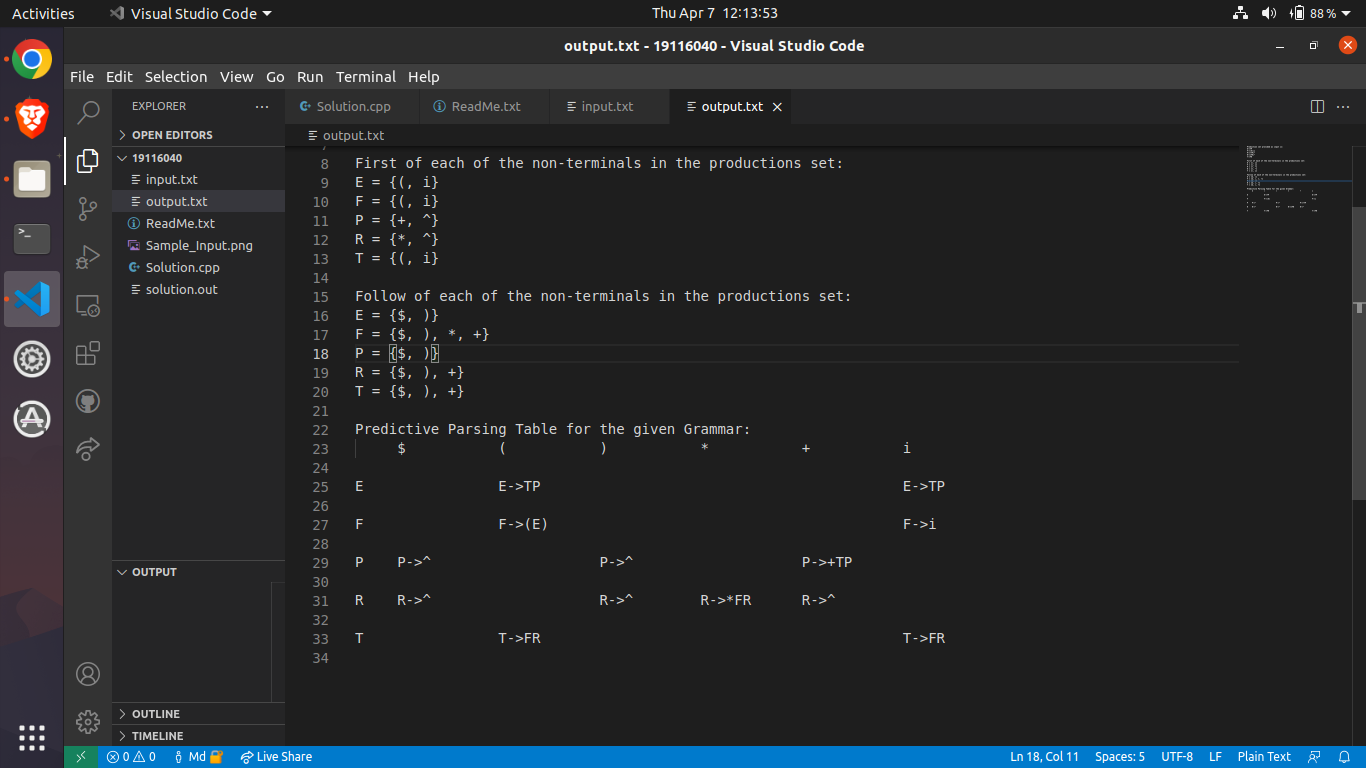 Activities Visual Studio Code Thu Apr 7 12:13:53 88 %
output.txt - 19116040 - Visual Studio Code
File Edit Selection View Go Run Terminal Help
EXPLORER ... Solution.cpp ReadMe.txt input.txt output.txt
OPEN EDITORS
output.txt
19116040
input.txt
output.txt
ReadMe.txt
Sample_Input.png
Solution.cpp
solution.out
8 First of each of the non-terminals in the productions set:
9 E = {(, i}
10 F = {(, i}
11 P = {+, ^}
12 R = {*, ^}
13 T = {(, i}
14
15 Follow of each of the non-terminals in the productions set:
16 E = {$, )}
17 F = {$, ), *, +}
18 P = {$, )}
19 R = {$, ), +}
20 T = {$, ), +}
21
22 Predictive Parsing Table for the given Grammar:
23 $ ( ) * + i
24
25 E E->TP E->TP
26
27 F F->(E) F->i
28
29 P P->^ P->^ P->+TP
30
31 R R->^ R->^ R->*FR R->^
32
33 T T->FR T->FR
34
OUTPUT
OUTLINE
TIMELINE
0 0 Md Live Share Ln 18, Col 11 Spaces: 5 UTF-8 LF Plain Text